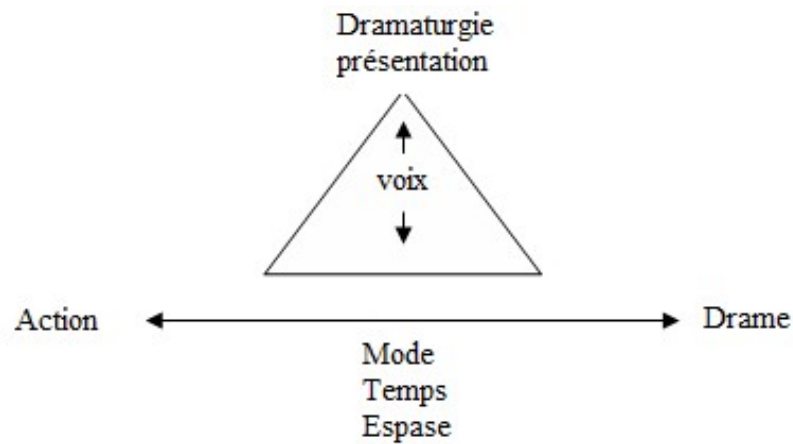 Dramaturgie
présentation
voix
Action
Drame
Mode
Temps
Espase